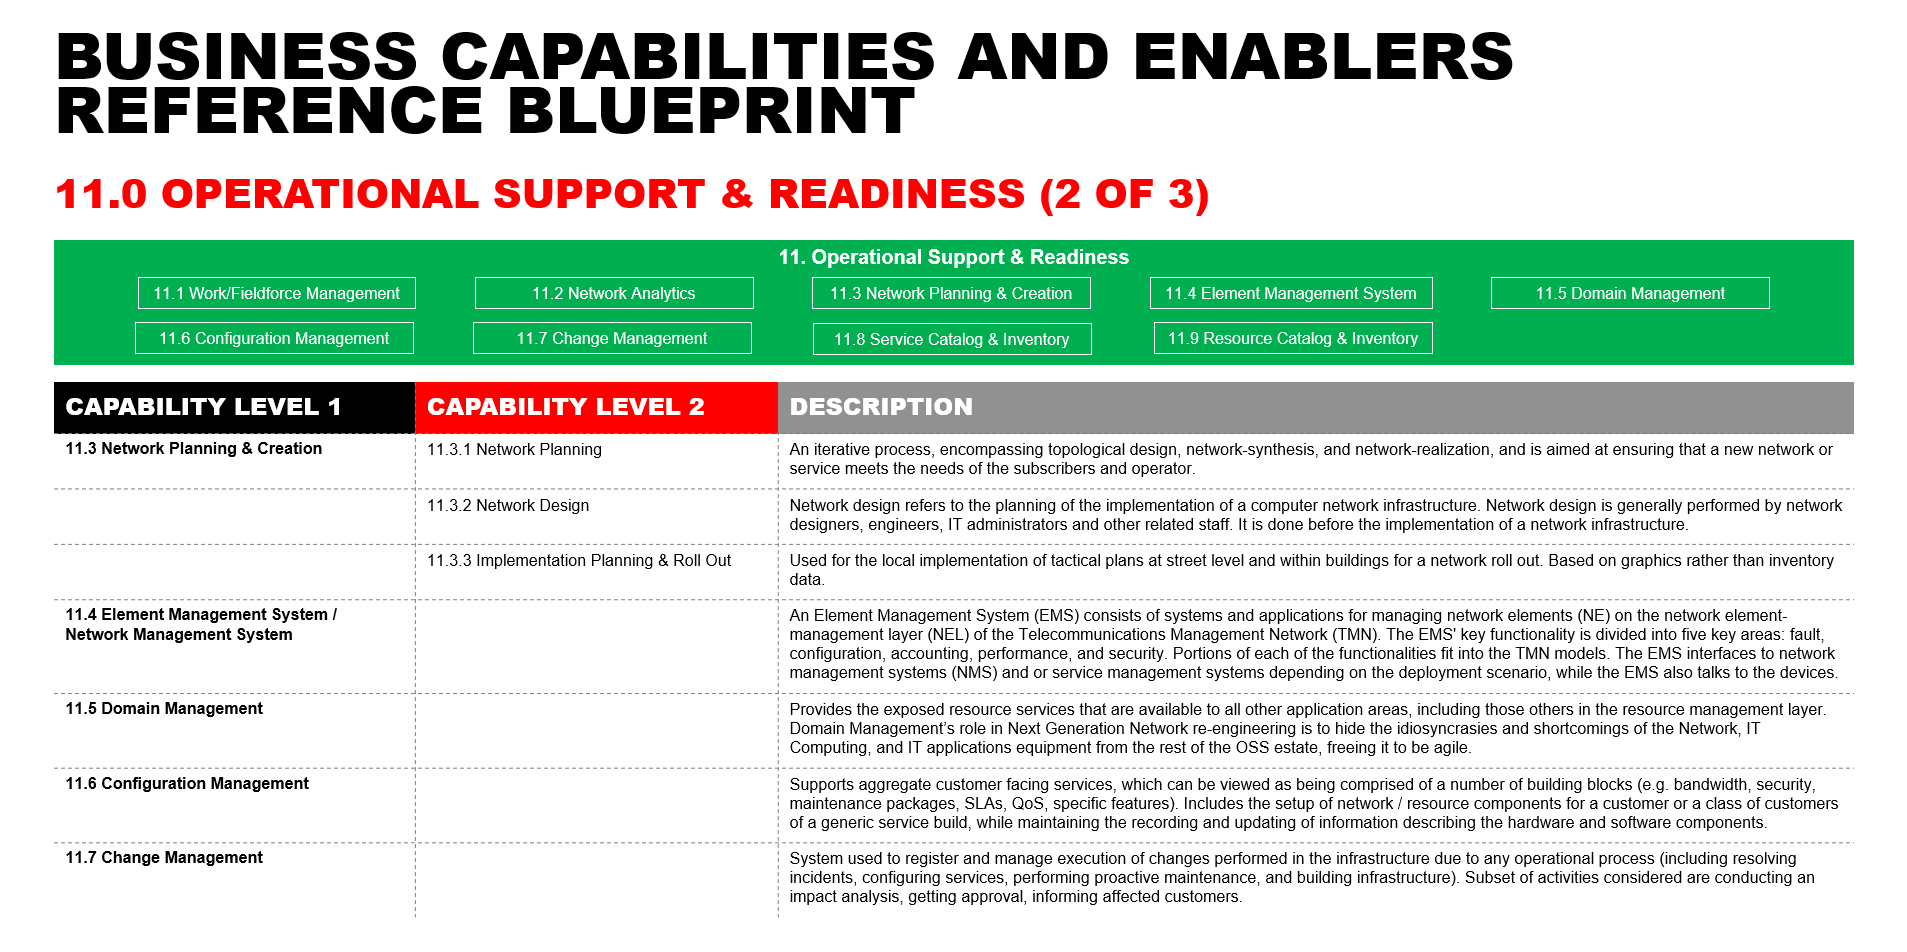 BUSINESS CAPABILITIES AND ENABLERS
REFERENCE BLUEPRINT
11.0 OPERATIONAL SUPPORT & READINESS (2 OF 3)
11. Operational Support & Readiness
11.1 Work/Fieldforce Management
11.2 Network Analytics
11.3 Network Planning & Creation
11.4 Element Management System
11.5 Domain Management
11.6 Configuration Management
11.7 Change Management
11.8 Service Catalog & Inventory
11.9 Resource Catalog & Inventory
CAPABILITY LEVEL 1
CAPABILITY LEVEL 2
DESCRIPTION
11.3 Network Planning & Creation
11.3.1 Network Planning
An iterative process, encompassing topological design, network-synthesis, and network-realization, and is aimed at ensuring that a new network or
service meets the needs of the subscribers and operator.
11.3.2 Network Design
Network design refers to the planning of the implementation of a computer network infrastructure. Network design is generally performed by network
designers, engineers, IT administrators and other related staff. It is done before the implementation of a network infrastructure.
11.3.3 Implementation Planning & Roll Out
Used for the local implementation of tactical plans at street level and within buildings for a network roll out. Based on graphics rather than inventory
data.
11.4 Element Management System /
Network Management System
An Element Management System (EMS) consists of systems and applications for managing network elements (NE) on the network element-
management layer (NEL) of the Telecommunications Management Network (TMN). The EMS' key functionality is divided into five key areas: fault,
configuration, accounting, performance, and security. Portions of each of the functionalities fit into the TMN models. The EMS interfaces to network
management systems (NMS) and or service management systems depending on the deployment scenario, while the EMS also talks to the devices.
11.5 Domain Management
Provides the exposed resource services that are available to all other application areas, including those others in the resource management layer.
Domain Management’s role in Next Generation Network re-engineering is to hide the idiosyncrasies and shortcomings of the Network, IT
Computing, and IT applications equipment from the rest of the OSS estate, freeing it to be agile.
11.6 Configuration Management
Supports aggregate customer facing services, which can be viewed as being comprised of a number of building blocks (e.g. bandwidth, security,
maintenance packages, SLAs, QoS, specific features). Includes the setup of network / resource components for a customer or a class of customers
of a generic service build, while maintaining the recording and updating of information describing the hardware and software components.
11.7 Change Management
System used to register and manage execution of changes performed in the infrastructure due to any operational process (including resolving
incidents, configuring services, performing proactive maintenance, and building infrastructure). Subset of activities considered are conducting an
impact analysis, getting approval, informing affected customers.